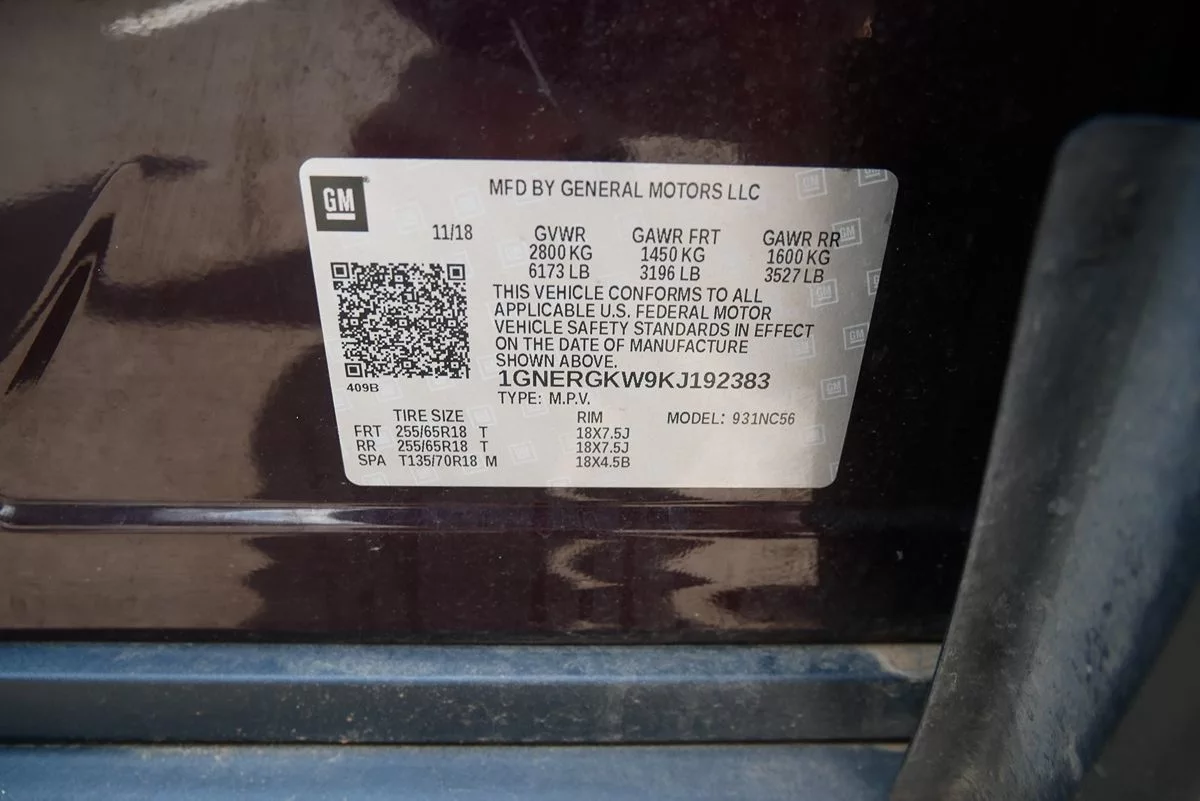 GM
MFD BY GENERAL MOTORS LLC
11/18 GVWR GAWR FRT GAWR RR
2800 KG 1450 KG 1600 KG
6173 LB 3196 LB 3527 LB
THIS VEHICLE CONFORMS TO ALL
APPLICABLE U.S. FEDERAL MOTOR
VEHICLE SAFETY STANDARDS IN EFFECT
ON THE DATE OF MANUFACTURE
SHOWN ABOVE.
409B
1GNERGKW9KJ192383
TYPE: M.P.V.
TIRE SIZE RIM MODEL: 931NC56
FRT 255/65R18 T 18X7.5J
RR 255/65R18 T 18X7.5J
SPA T135/70R18 M 18X4.5B